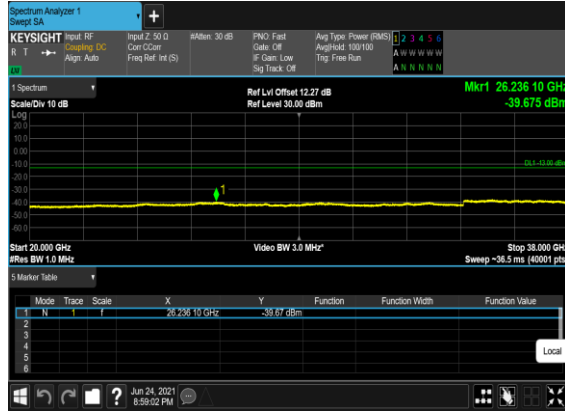 Spectrum Analyzer 1
Swept SA
+
KEYSIGHT Input: RF Input Z: 50 Ω #Atten: 30 dB PNO: Fast Avg Type: Power (RMS) 1 2 3 4 5 6
R T Coupling: DC Corr CCorr Gate: Off Avg|Hold: 100/100 A W W W W W
Align: Auto Freq Ref: Int (S) IF Gain: Low Trig: Free Run
LV Sig Track: Off A N N N N N
1 Spectrum Ref Lvl Offset 12.27 dB Mkr1 26.236 10 GHz
Scale/Div 10 dB Ref Level 30.00 dBm -39.675 dBm
Log
20.0
10.0
0.00
-10.0 DL1 -13.00 dBm
-20.0
-30.0 1
-40.0
-50.0
-60.0
Start 20.000 GHz Video BW 3.0 MHz* Stop 38.000 GHz
#Res BW 1.0 MHz Sweep ~36.5 ms (40001 pts
5 Marker Table
Mode Trace Scale X Y Function Function Width Function Value
1 N 1 f 26.236 10 GHz -39.67 dBm
2
3
4
5
6
Local
? Jun 24, 2021
8:59:02 PM